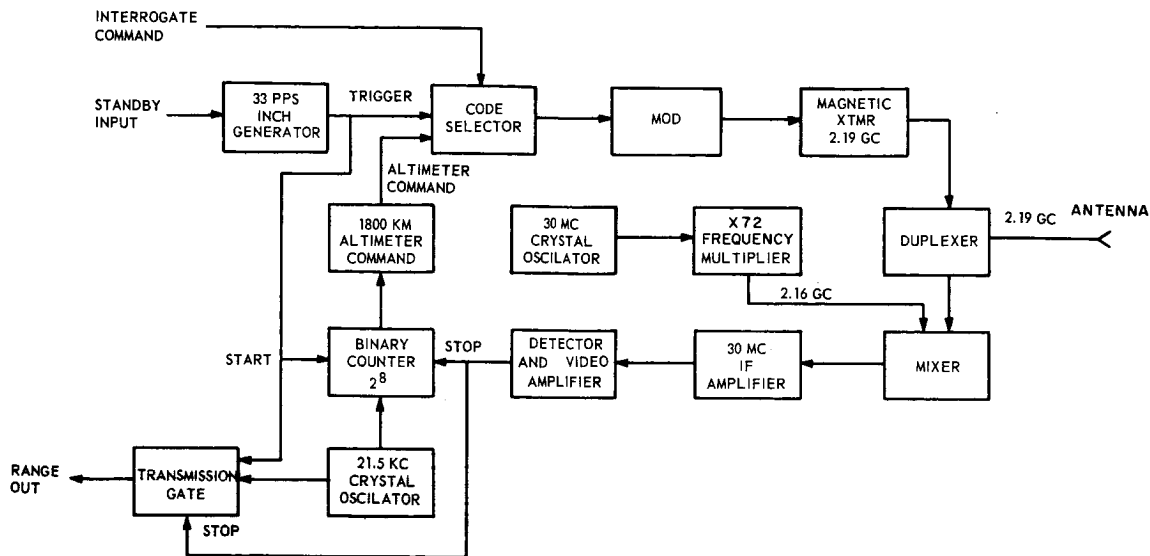 INTERROGATE
COMMAND
STANDBY
INPUT
33 PPS
INCH
GENERATOR
TRIGGER
CODE
SELECTOR
MOD
MAGNETIC
XTMR
2.19 GC
ALTIMETER
COMMAND
1800 KM
ALTIMETER
COMMAND
30 MC
CRYSTAL
OSCILATOR
X72
FREQUENCY
MULTIPLIER
DUPLEXER
2.19 GC
ANTENNA
2.16 GC
START
BINARY
COUNTER
2⁸
STOP
DETECTOR
AND VIDEO
AMPLIFIER
30 MC
IF
AMPLIFIER
MIXER
RANGE
OUT
TRANSMISSION
GATE
21.5 KC
CRYSTAL
OSCILATOR
STOP